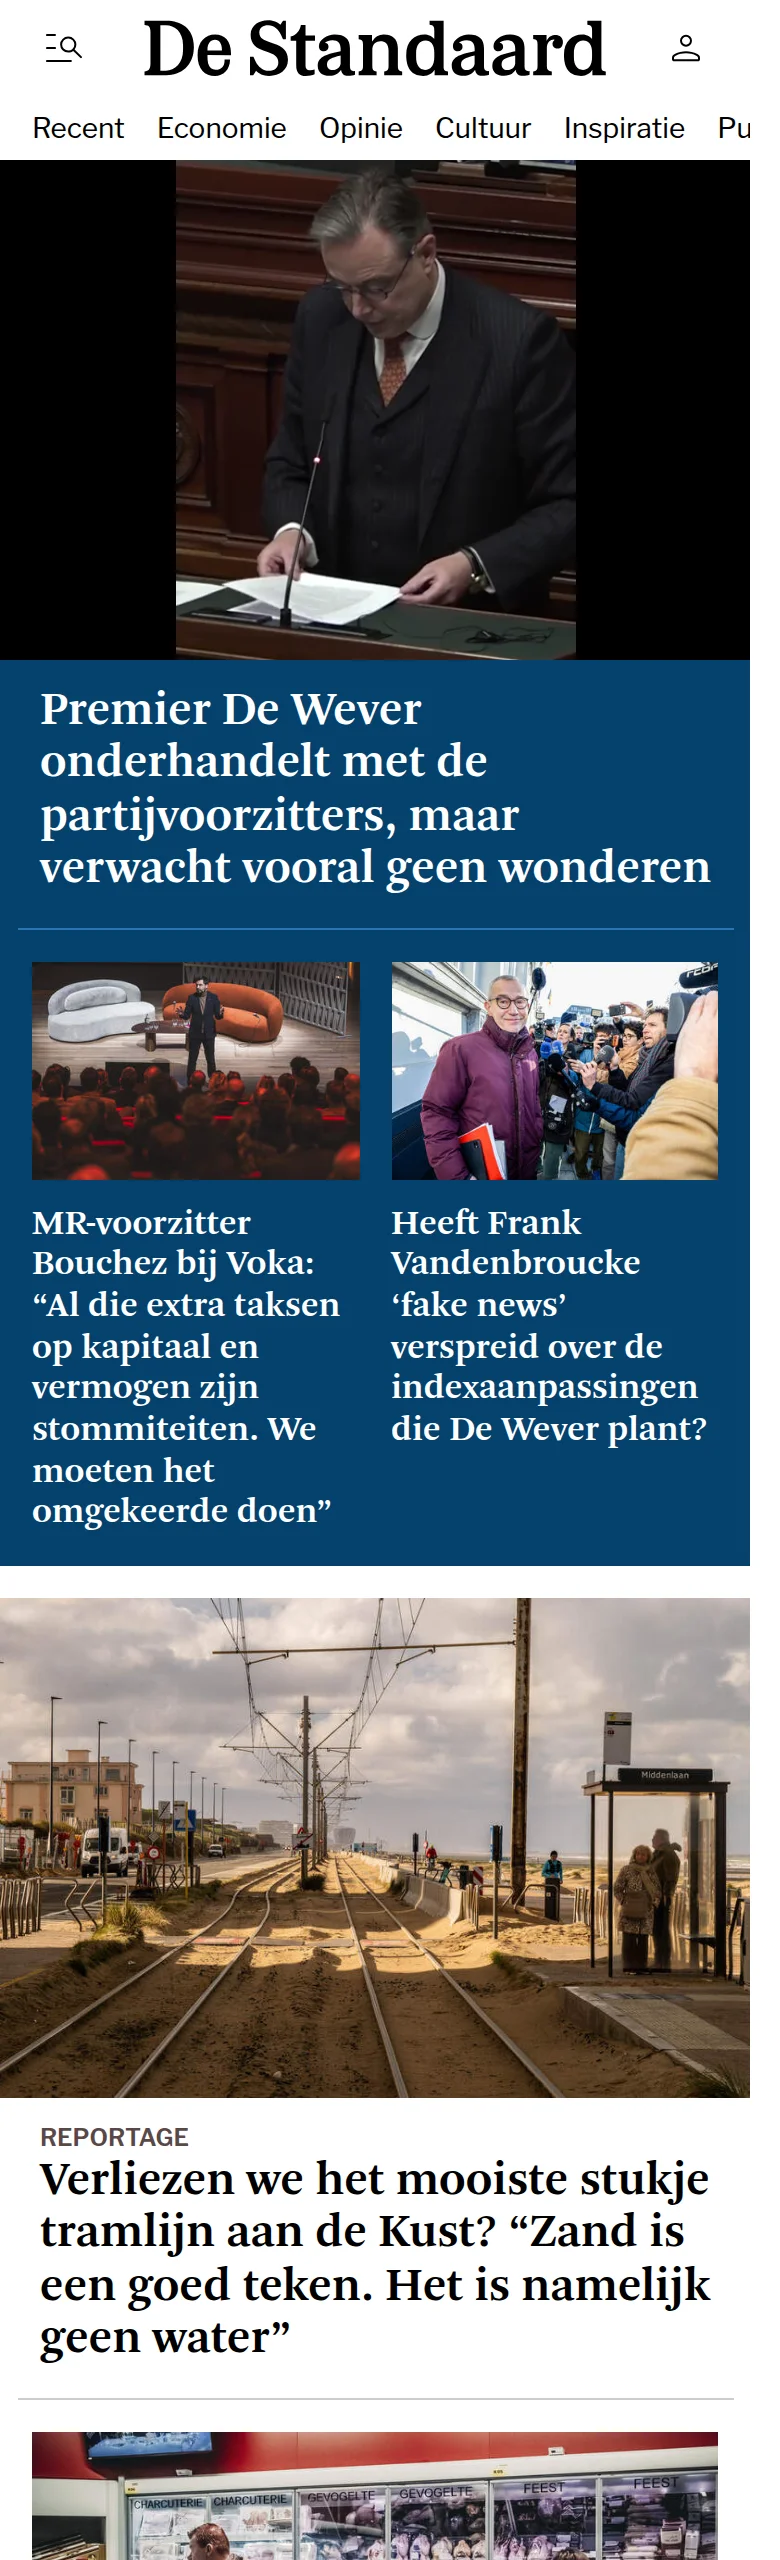 De Standaard
Recent Economie Opinie Cultuur Inspiratie Pu
Premier De Wever
onderhandelt met de
partijvoorzitters, maar
verwacht vooral geen wonderen
MR-voorzitter
Bouchez bij Voka:
“Al die extra taksen
op kapitaal en
vermogen zijn
stommiteiten. We
moeten het
omgekeerde doen”
Heeft Frank
Vandenbroucke
‘fake news’
verspreid over de
indexaanpassingen
die De Wever plant?
Middenlaan
REPORTAGE
Verliezen we het mooiste stukje
tramlijn aan de Kust? “Zand is
een goed teken. Het is namelijk
geen water”
CHARCUTERIE CHARCUTERIE GEVOGELTE GEVOGELTE FEEST FEEST